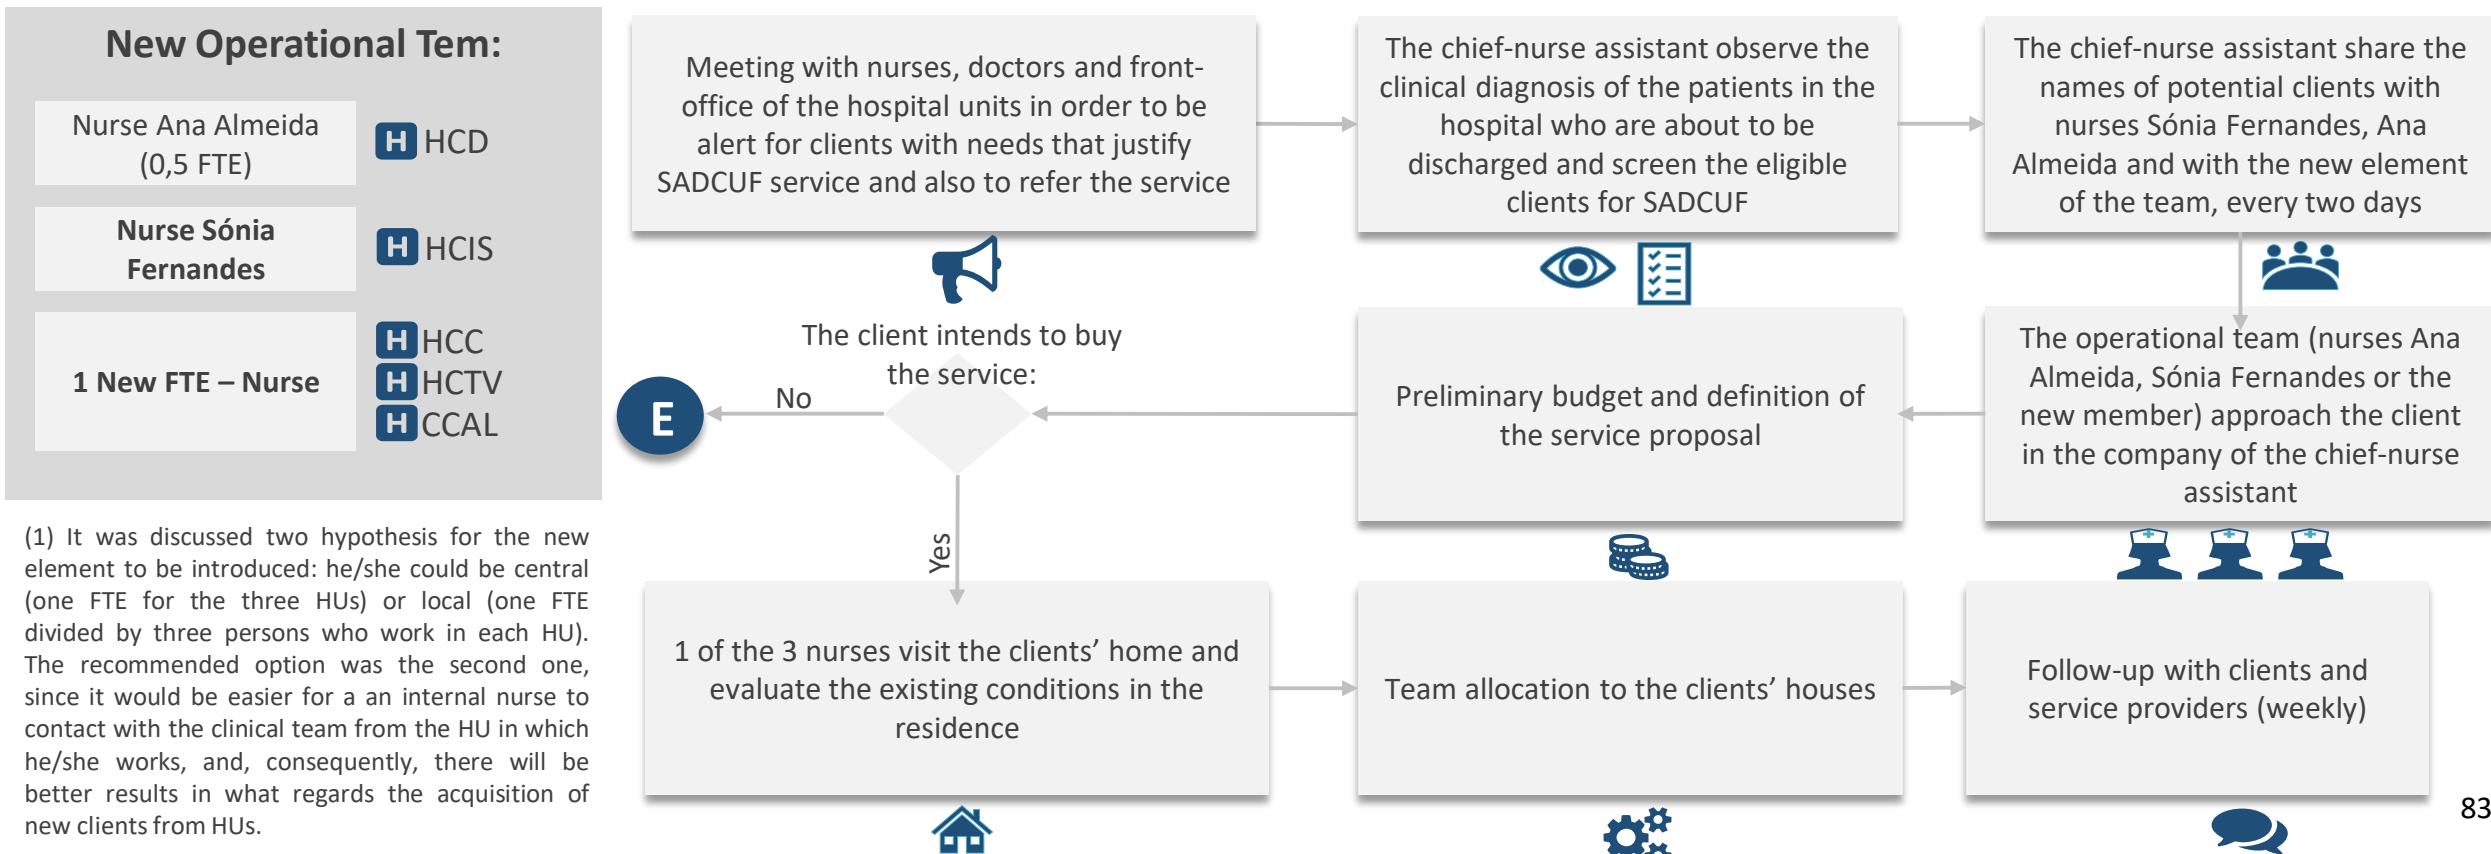 New Operational Tem:
Nurse Ana Almeida
(0,5 FTE)
H HCD
Nurse Sónia
Fernandes
H HCIS
1 New FTE – Nurse
H HCC
H HCTV
H CCAL
(1) It was discussed two hypothesis for the new
element to be introduced: he/she could be central
(one FTE for the three HUs) or local (one FTE
divided by three persons who work in each HU).
The recommended option was the second one,
since it would be easier for a an internal nurse to
contact with the clinical team from the HU in which
he/she works, and, consequently, there will be
better results in what regards the acquisition of
new clients from HUs.
Meeting with nurses, doctors and front-
office of the hospital units in order to be
alert for clients with needs that justify
SADCUF service and also to refer the service
The chief-nurse assistant observe the
clinical diagnosis of the patients in the
hospital who are about to be
discharged and screen the eligible
clients for SADCUF
The chief-nurse assistant share the
names of potential clients with
nurses Sónia Fernandes, Ana
Almeida and with the new element
of the team, every two days
The operational team (nurses Ana
Almeida, Sónia Fernandes or the
new member) approach the client
in the company of the chief-nurse
assistant
Preliminary budget and definition of
the service proposal
The client intends to buy
the service:
No
E
Yes
1 of the 3 nurses visit the clients’ home and
evaluate the existing conditions in the
residence
Team allocation to the clients’ houses
Follow-up with clients and
service providers (weekly)
83